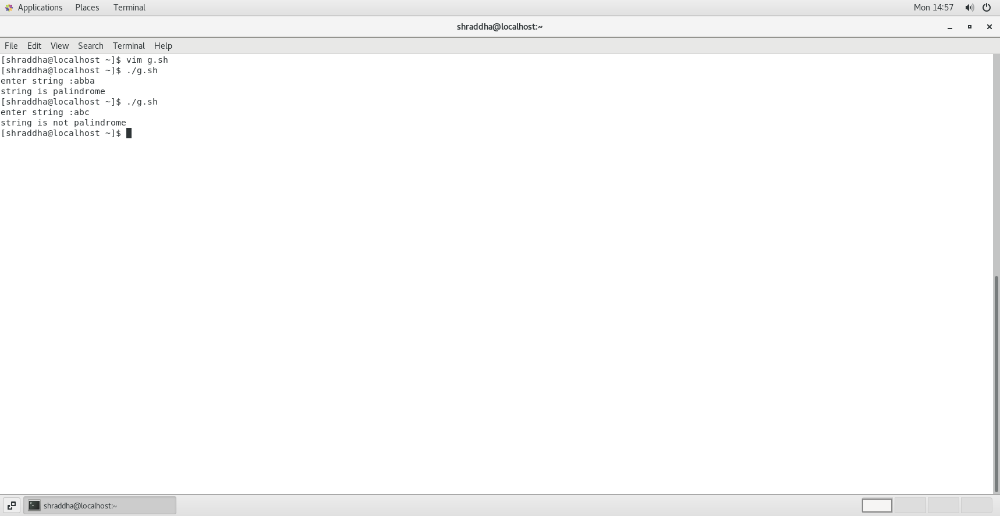 Applications Places Terminal Mon 14:57
shraddha@localhost:~
File Edit View Search Terminal Help
[shraddha@localhost ~]$ vim g.sh
[shraddha@localhost ~]$ ./g.sh
enter string :abba
string is palindrome
[shraddha@localhost ~]$ ./g.sh
enter string :abc
string is not palindrome
[shraddha@localhost ~]$
shraddha@localhost:~